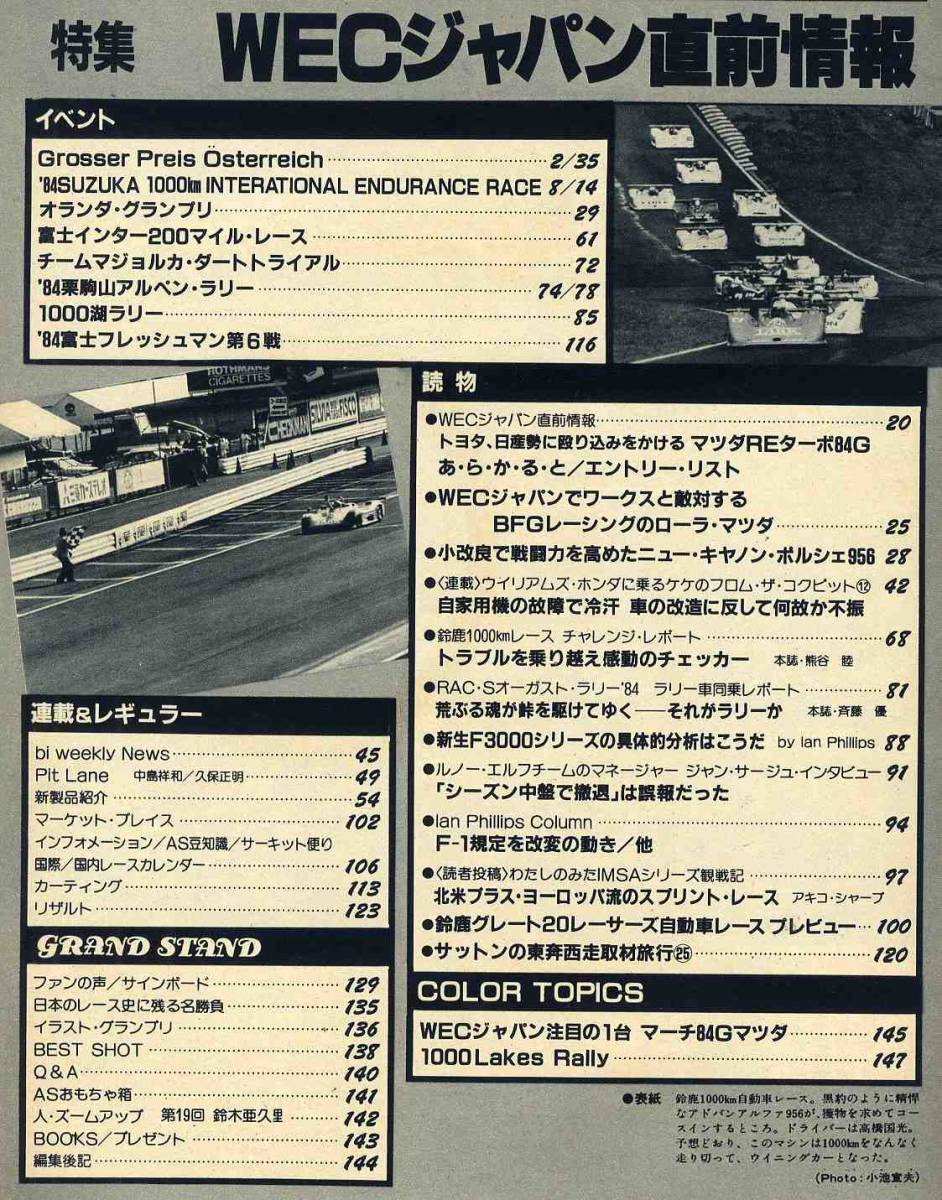 特集 WECジャパン直前情報
イベント
Grosser Preis Österreich 2/35
'84SUZUKA 1000km INTERATIONAL ENDURANCE RACE 8/14
オランダ・グランプリ 29
富士インター200マイル・レース 61
チームマジョルカ・ダートトライアル 72
'84栗駒山アルペン・ラリー 74/78
1000湖ラリー 85
'84富士フレッシュマン第6戦 116
ROTHMANS
CIGARETTES
SILVIA
FISCO
連載&レギュラー
bi weekly News 45
Pit Lane 中島祥和/久保正明 49
新製品紹介 54
マーケット・プレイス 102
インフォメーション/AS豆知識/サーキット便り
国際/国内レースカレンダー 106
カーティング 113
リザルト 123
GRAND STAND
ファンの声/サインボード 129
日本のレース史に残る名勝負 135
イラスト・グランプリ 136
BEST SHOT 138
Q&A 140
ASおもちゃ箱 141
人・ズームアップ 第19回 鈴木亜久里 142
BOOKS/プレゼント 143
編集後記 144
読物
●WECジャパン直前情報 20
トヨタ、日産勢に殴り込みをかける マツダREターボ84G
あ・ら・か・る・と/エントリー・リスト
●WECジャパンでワークスと敵対する
BFGレーシングのローラ・マツダ 25
●小改良で戦闘力を高めたニュー・キヤノン・ポルシェ956 28
●〈連載〉ウイリアムズ・ホンダに乗るケケのフロム・ザ・コクピット⑫ 42
自家用機の故障で冷汗 車の改造に反して何故か不振
●鈴鹿1000kmレース チャレンジ・レポート 68
トラブルを乗り越え感動のチェッカー 本誌・熊谷 睦
●RAC・Sオーガスト・ラリー'84 ラリー車同乗レポート 81
荒ぶる魂が峠を駆けてゆく――それがラリーか 本誌・斉藤 優
●新生F3000シリーズの具体的分析はこうだ by Ian Phillips 88
●ルノー・エルフチームのマネージャー ジャン・サージュ・インタビュー 91
「シーズン中盤で撤退」は誤報だった
●Ian Phillips Column 94
F-1規定を改変の動き/他
●〈読者投稿〉わたしのみたIMSAシリーズ観戦記 97
北米プラス・ヨーロッパ流のスプリント・レース アキコ・シャープ
●鈴鹿グレート20レーサーズ自動車レース プレビュー 100
●サットンの東奔西走取材旅行㉕ 120
COLOR TOPICS
WECジャパン注目の1台 マーチ84Gマツダ 145
1000Lakes Rally 147
●表紙 鈴鹿1000km自動車レース。黒豹のように精悍
なアドバンアルファ956が、獲物を求めてコー
スインするところ。ドライバーは高橋国光。
予想どおり、このマシンは1000kmをなんなく
走り切って、ウイニングカーとなった。
(Photo：小池宣夫)